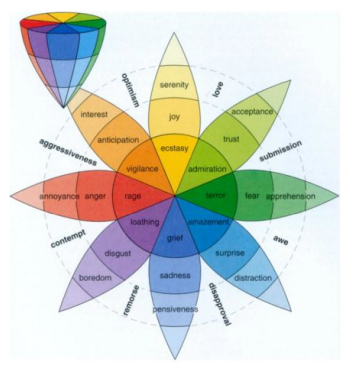 serenity
optimism
love
interest
joy
acceptance
anticipation
trust
ecstasy
aggressiveness
submission
vigilance
admiration
annoyance
anger
rage
terror
fear
apprehension
loathing
amazement
grief
contempt
awe
disgust
surprise
sadness
boredom
distraction
remorse
disapproval
pensiveness